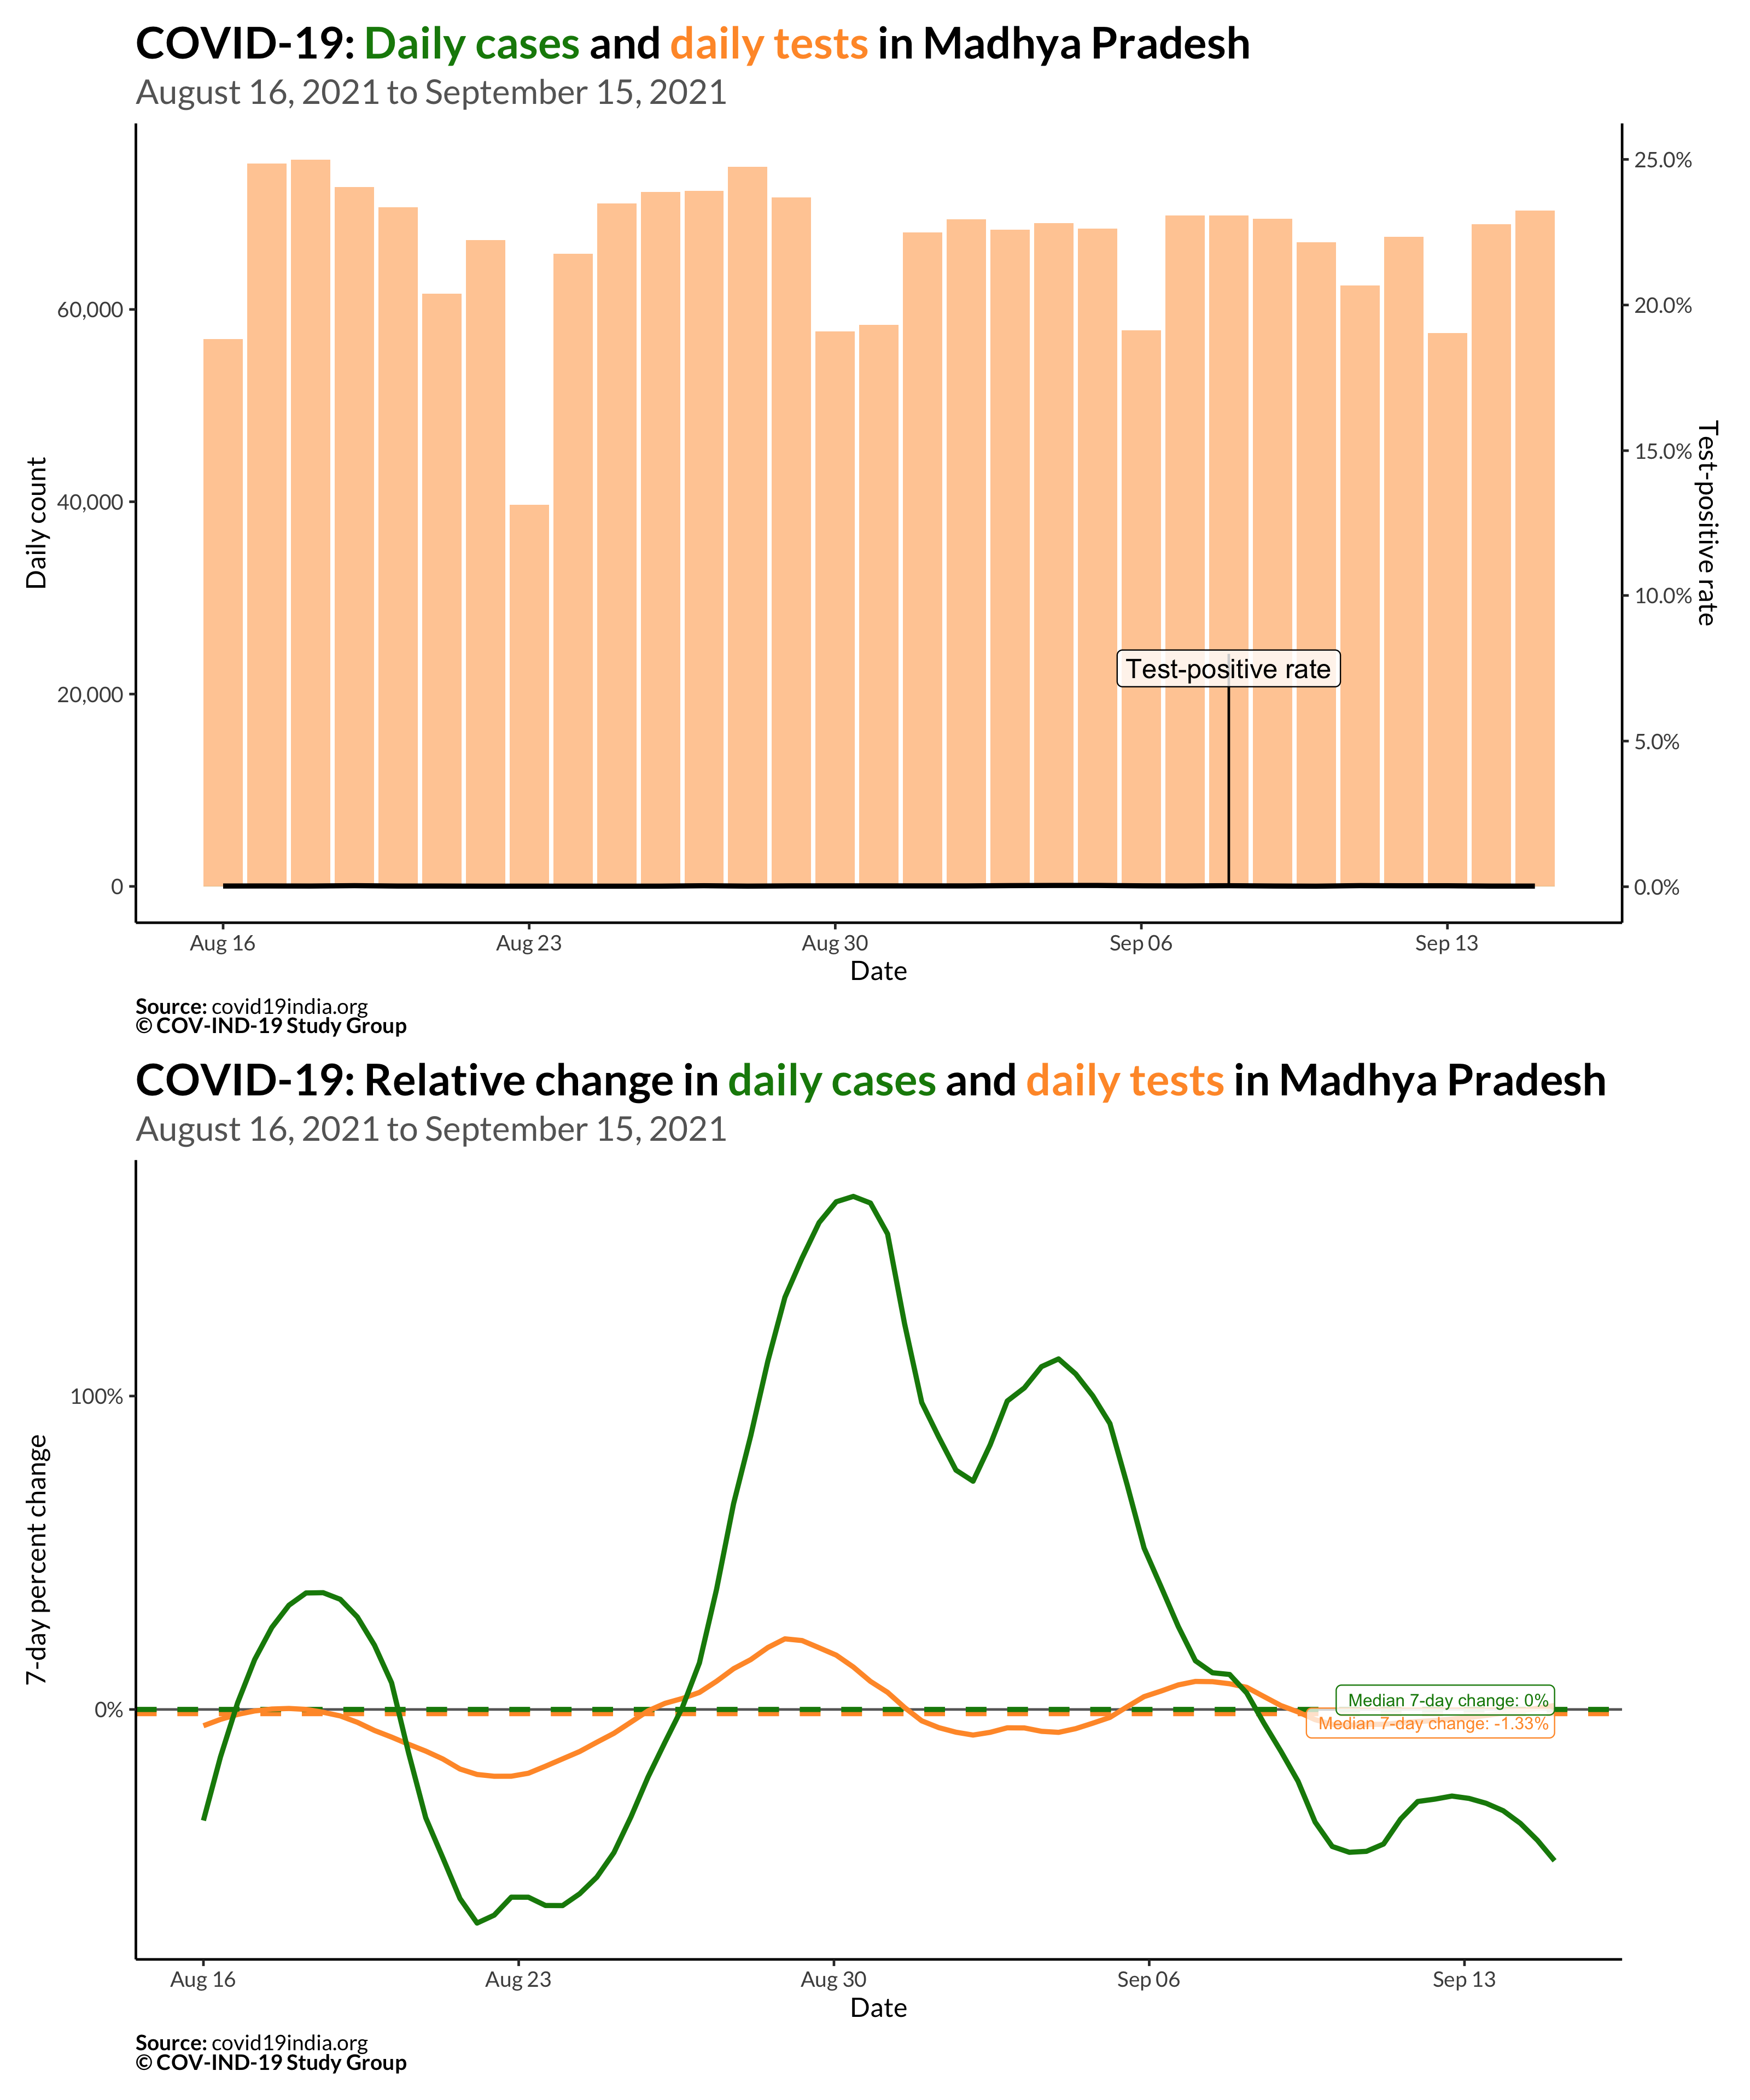 COVID-19: Daily cases and daily tests in Madhya Pradesh
August 16, 2021 to September 15, 2021
Daily count
60,000
40,000
20,000
0
25.0%
20.0%
15.0%
10.0%
5.0%
0.0%
Test-positive rate
Test-positive rate
Aug 16
Aug 23
Aug 30
Sep 06
Sep 13
Date
Source: covid19india.org
© COV-IND-19 Study Group
COVID-19: Relative change in daily cases and daily tests in Madhya Pradesh
August 16, 2021 to September 15, 2021
7-day percent change
100%
0%
Median 7-day change: 0%
Median 7-day change: -1.33%
Aug 16
Aug 23
Aug 30
Sep 06
Sep 13
Date
Source: covid19india.org
© COV-IND-19 Study Group